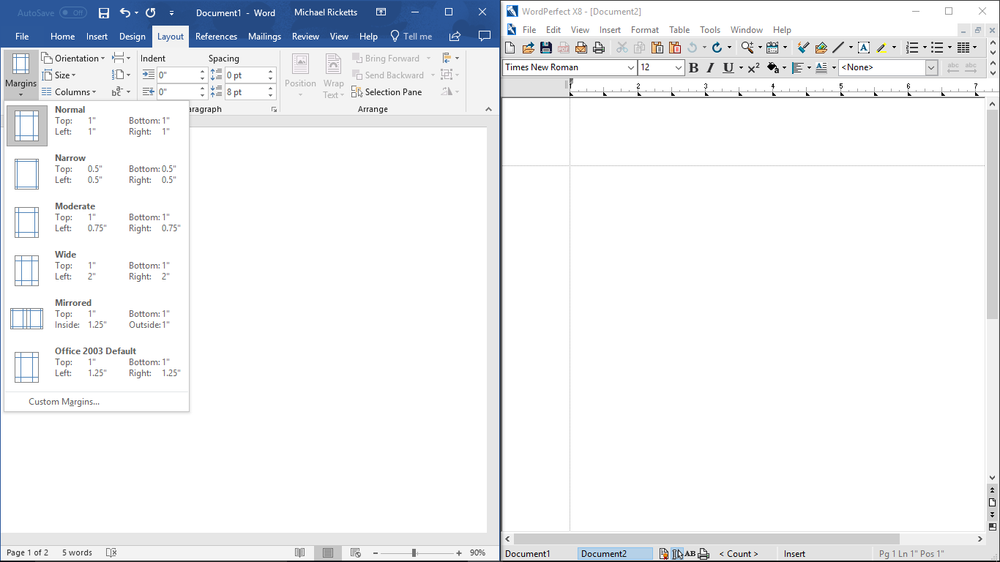 AutoSave Off Document1 - Word Michael Ricketts
File Home Insert Design Layout References Mailings Review View Help Tell me
Margins
Orientation
Size
Columns
Indent Spacing
0" 0 pt
0" 8 pt
aragraph
Position
Wrap
Text
Bring Forward
Send Backward
Selection Pane
Arrange
Normal
Top: 1" Bottom: 1"
Left: 1" Right: 1"
Narrow
Top: 0.5" Bottom: 0.5"
Left: 0.5" Right: 0.5"
Moderate
Top: 1" Bottom: 1"
Left: 0.75" Right: 0.75"
Wide
Top: 1" Bottom: 1"
Left: 2" Right: 2"
Mirrored
Top: 1" Bottom: 1"
Inside: 1.25" Outside: 1"
Office 2003 Default
Top: 1" Bottom: 1"
Left: 1.25" Right: 1.25"
Custom Margins...
Page 1 of 2 5 words 90%
WordPerfect X8 - [Document2]
File Edit View Insert Format Table Tools Window Help
Times New Roman 12 B I U x² <None> abc abc
1 2 3 4 5 6 7
Document1 Document2 AB < Count > Insert Pg 1 Ln 1" Pos 1"